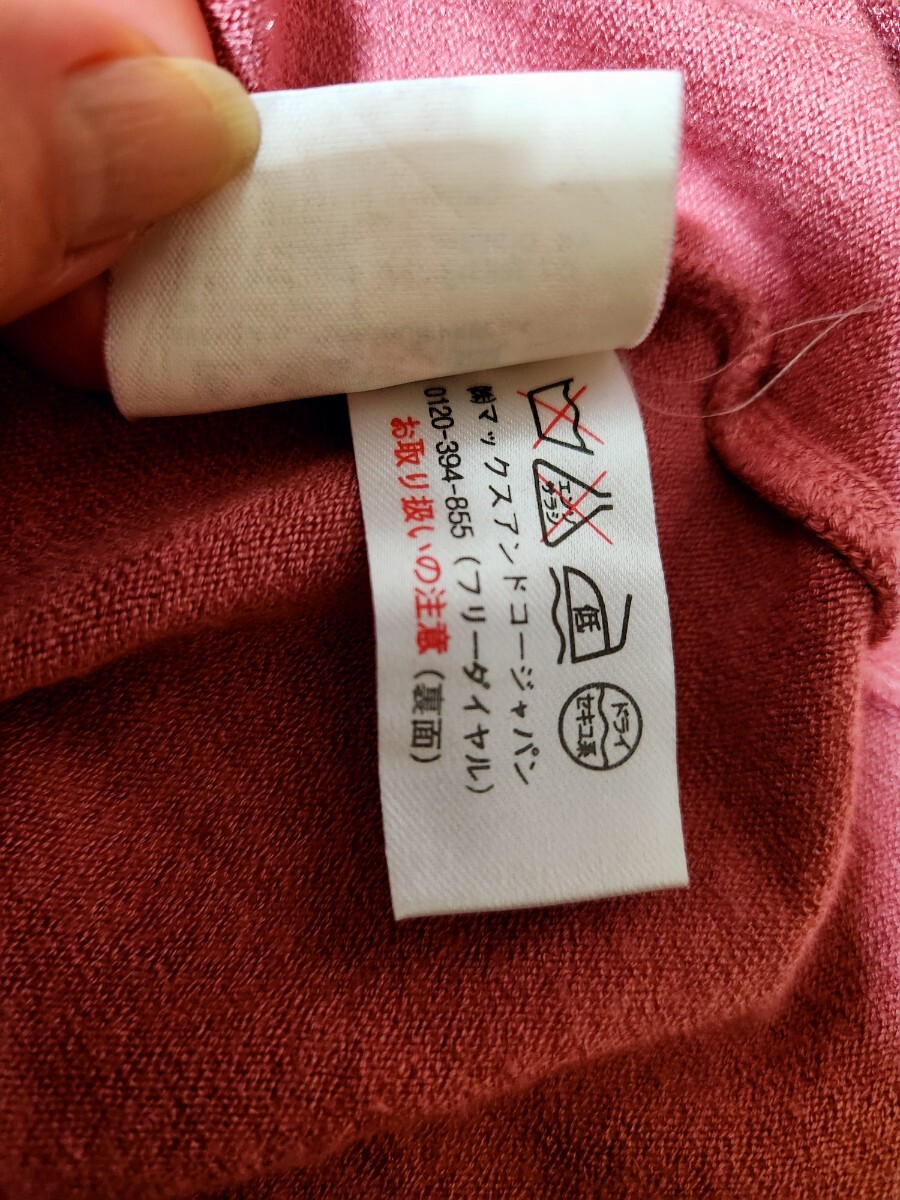 エンソ
サラシ
低
ドライ
セキユ系
㈱マックスアンドコージャパン
0120-394-855（フリーダイヤル）
お取り扱いの注意（裏面）